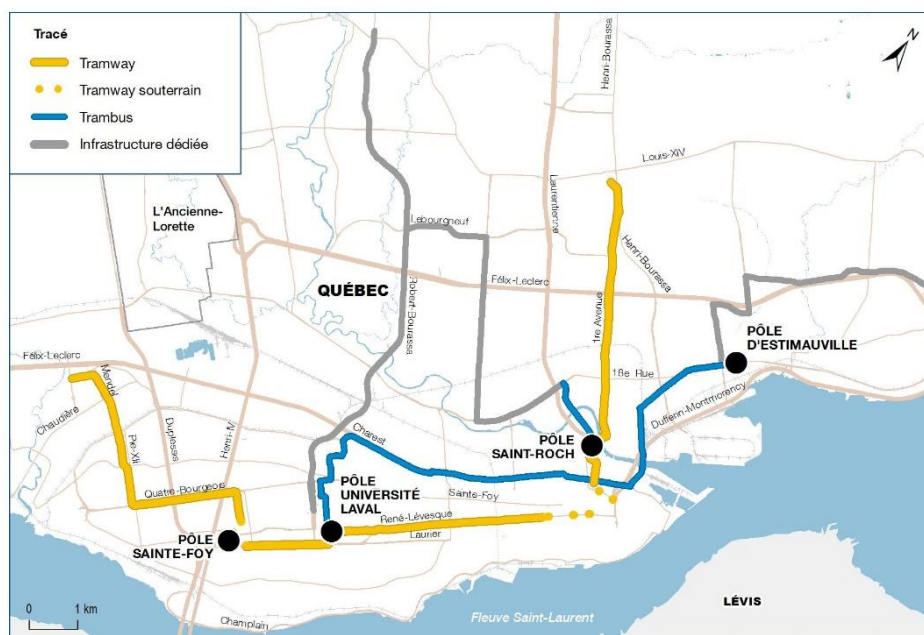 Tracé
Tramway
Tramway souterrain
Trambus
Infrastructure dédiée
N
Henri-Bourassa
Louis-XIV
Laurentienne
L'Ancienne-
Lorette
Lebourgneuf
Henri-Bourassa
Félix-Leclerc
QUÉBEC
Robert-Bourassa
1re Avenue
PÔLE
D'ESTIMAUVILLE
Félix-Leclerc
18e Rue
Mendel
Chaudière
Dufferin-Montmorency
Duplessis
Henri-IV
Charest
Pie-XII
PÔLE
SAINT-ROCH
Quatre-Bourgeois
PÔLE
UNIVERSITÉ
LAVAL
Sainte-Foy
René-Lévesque
Laurier
PÔLE
SAINTE-FOY
LÉVIS
0 1 km
Champlain
Fleuve Saint-Laurent